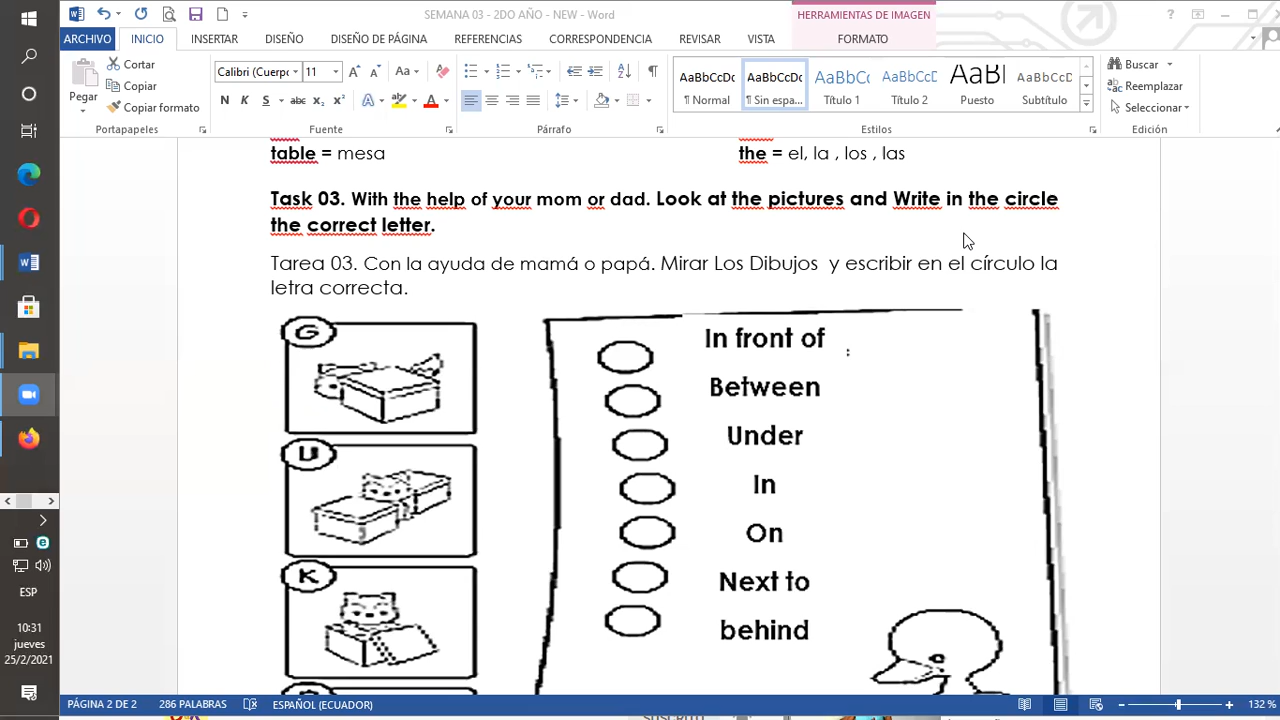 SEMANA 03 - 2DO AÑO - NEW - Word
HERRAMIENTAS DE IMAGEN
ARCHIVO INICIO INSERTAR DISEÑO DISEÑO DE PÁGINA REFERENCIAS CORRESPONDENCIA REVISAR VISTA FORMATO
Pegar
Cortar
Copiar
Copiar formato
Portapapeles
Calibri (Cuerpo 11
Aa
N K S abc x₂ x² A A
Fuente
Párrafo
AaBbCcDc AaBbCcDc AaBbCc AaBbCcD AaBl AaBbCcD
¶ Normal ¶ Sin espa... Título 1 Título 2 Puesto Subtítulo
Estilos
Buscar
Reemplazar
Seleccionar
Edición
table = mesa
the = el, la , los , las
Task 03. With the help of your mom or dad. Look at the pictures and Write in the circle
the correct letter.
Tarea 03. Con la ayuda de mamá o papá. Mirar Los Dibujos y escribir en el círculo la
letra correcta.
G
U
K
In front of
Between
Under
In
On
Next to
behind
ESP
10:31
jueves
25/2/2021
PÁGINA 2 DE 2 286 PALABRAS ESPAÑOL (ECUADOR)
132 %